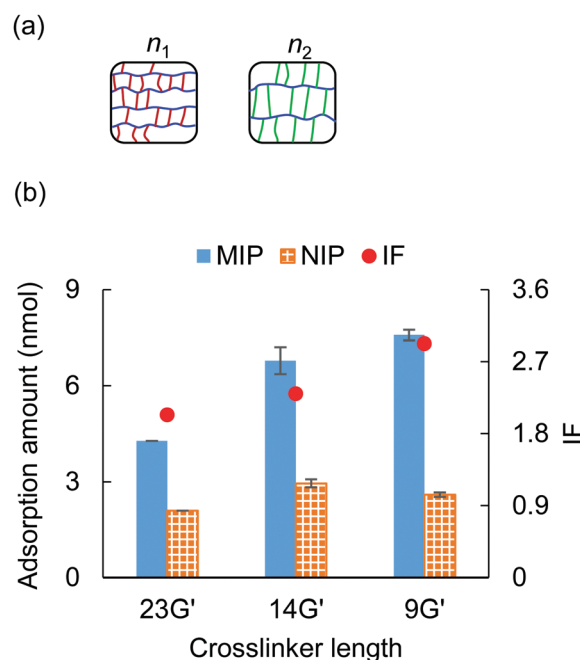 (a)
n₁ n₂
(b)
MIP NIP IF
Adsorption amount (nmol)
9
6
3
0
3.6
2.7
1.8
0.9
0
IF
23G' 14G' 9G'
Crosslinker length